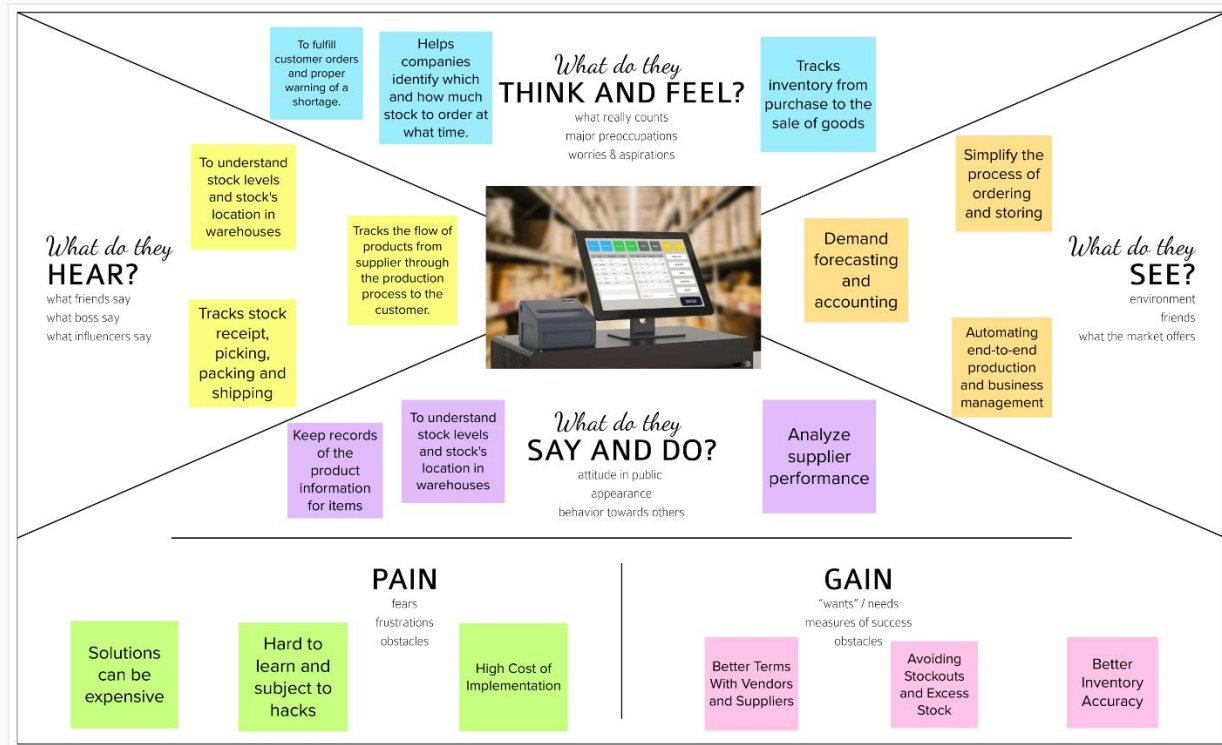 To fulfill
customer orders
and proper
warning of a
shortage.
Helps
companies
identify which
and how much
stock to order at
what time.
What do they
THINK AND FEEL?
what really counts
major preoccupations
worries & aspirations
Tracks
inventory from
purchase to the
sale of goods
What do they
HEAR?
what friends say
what boss say
what influencers say
To understand
stock levels
and stock's
location in
warehouses
Tracks the flow of
products from
supplier through
the production
process to the
customer.
Tracks stock
receipt,
picking,
packing and
shipping
Simplify the
process of
ordering
and storing
Demand
forecasting
and
accounting
Automating
end-to-end
production
and business
management
What do they
SEE?
environment
friends
what the market offers
Keep records
of the
product
information
for items
To understand
stock levels
and stock's
location in
warehouses
What do they
SAY AND DO?
attitude in public
appearance
behavior towards others
Analyze
supplier
performance
PAIN
fears
frustrations
obstacles
Solutions
can be
expensive
Hard to
learn and
subject to
hacks
High Cost of
Implementation
GAIN
"wants" / needs
measures of success
obstacles
Better Terms
With Vendors
and Suppliers
Avoiding
Stockouts
and Excess
Stock
Better
Inventory
Accuracy